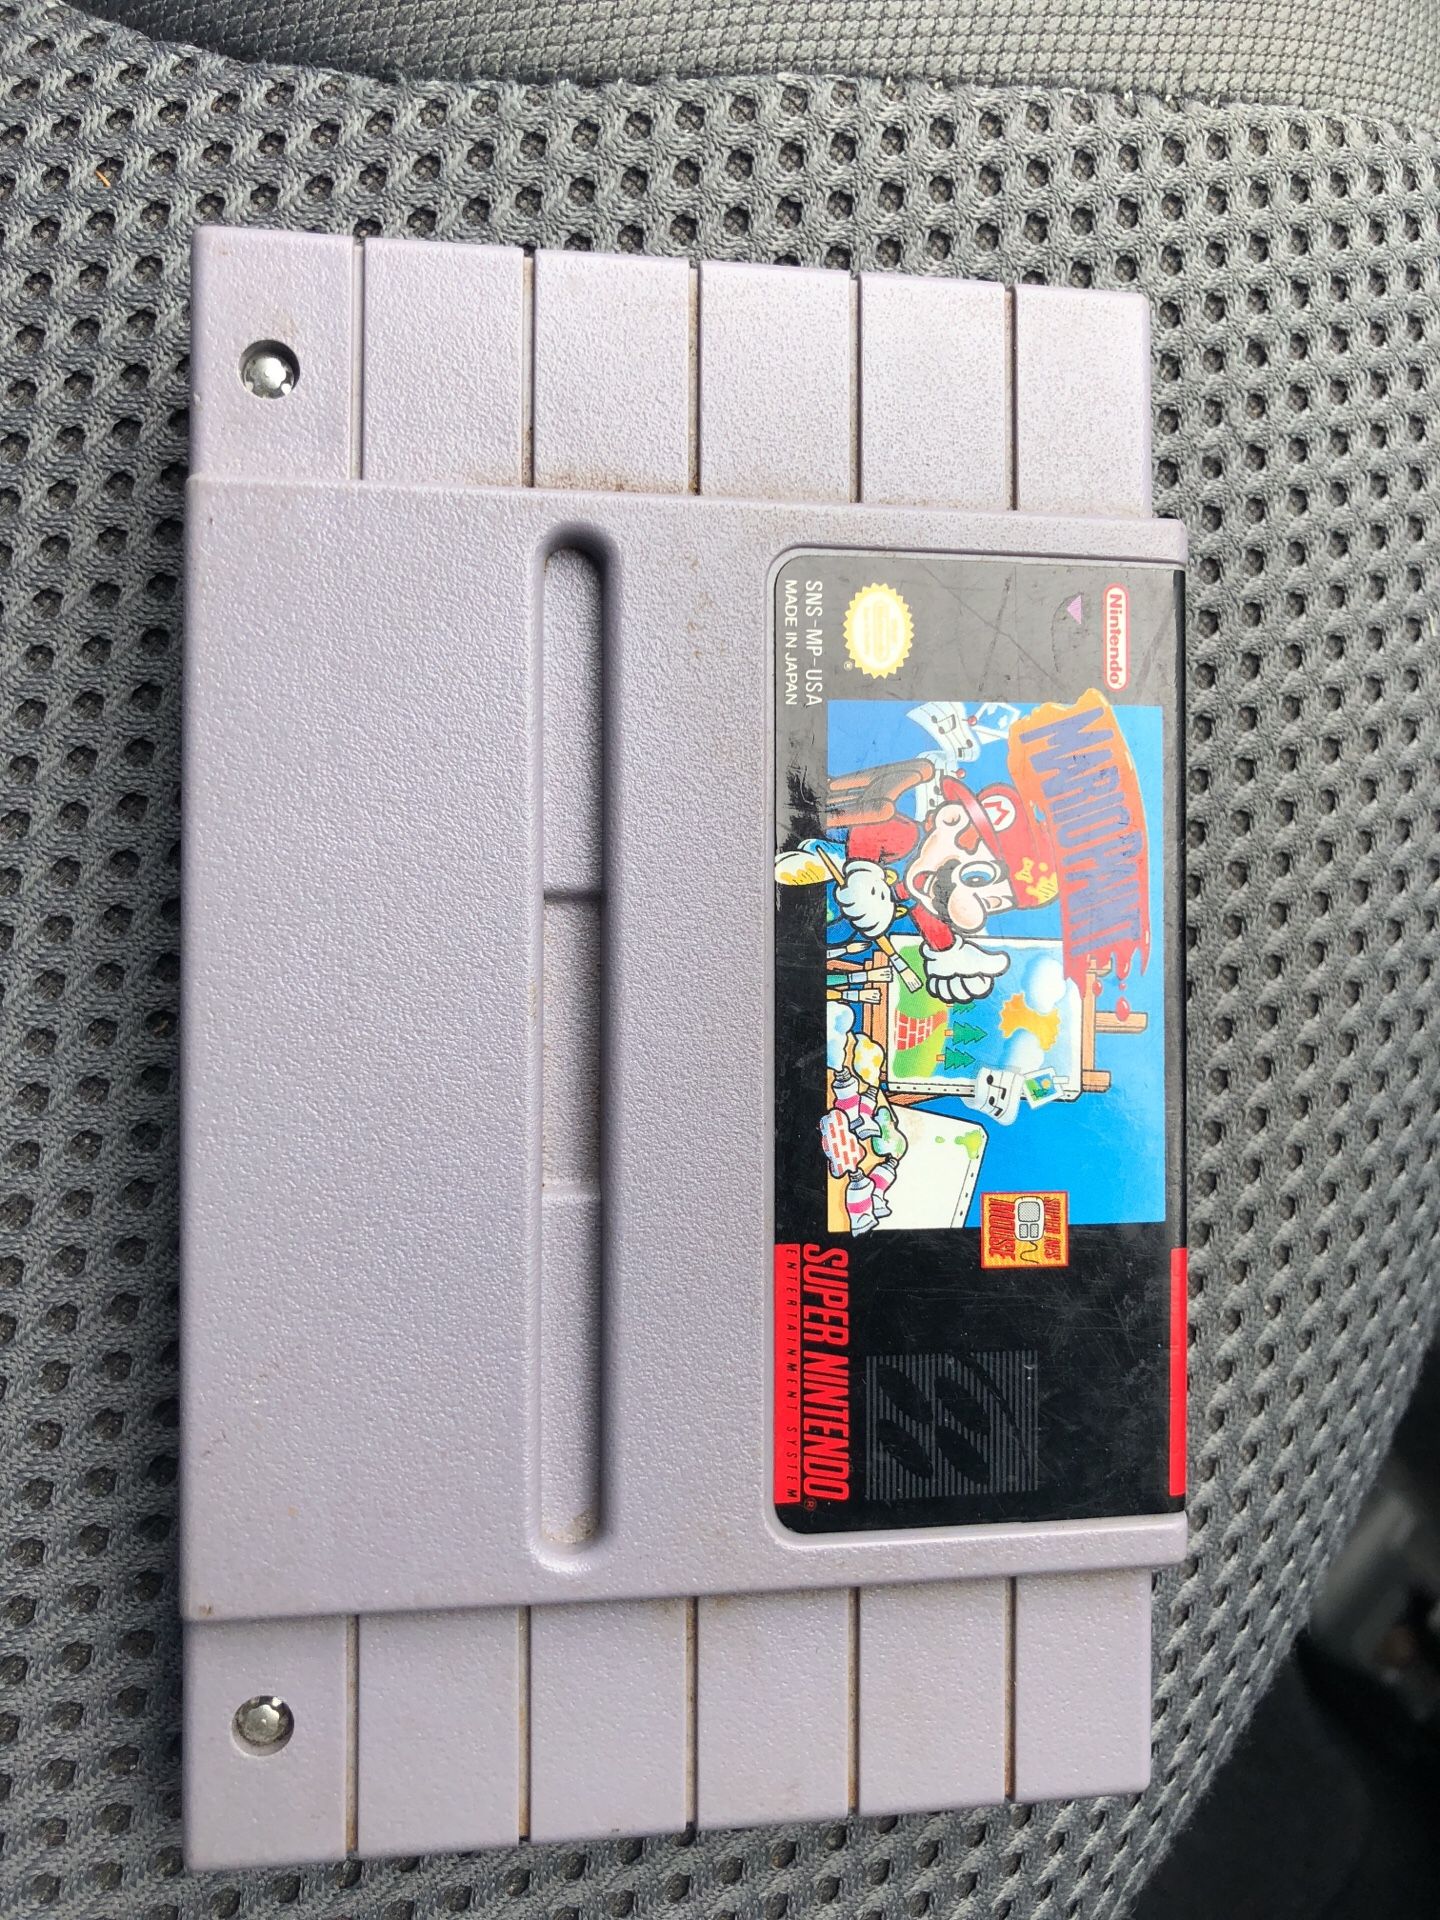 Nintendo®
MARIO PAINT
M
SNS-MP-USA
MADE IN JAPAN
SUPER NES
MOUSE
SUPER NINTENDO®
ENTERTAINMENT SYSTEM